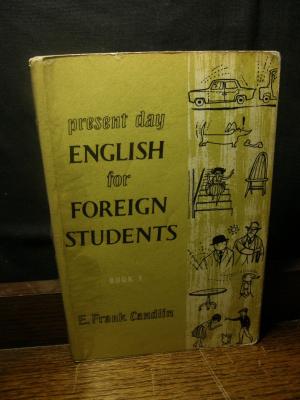 present day
ENGLISH
for
FOREIGN
STUDENTS
BOOK 1
E. Frank Candlin